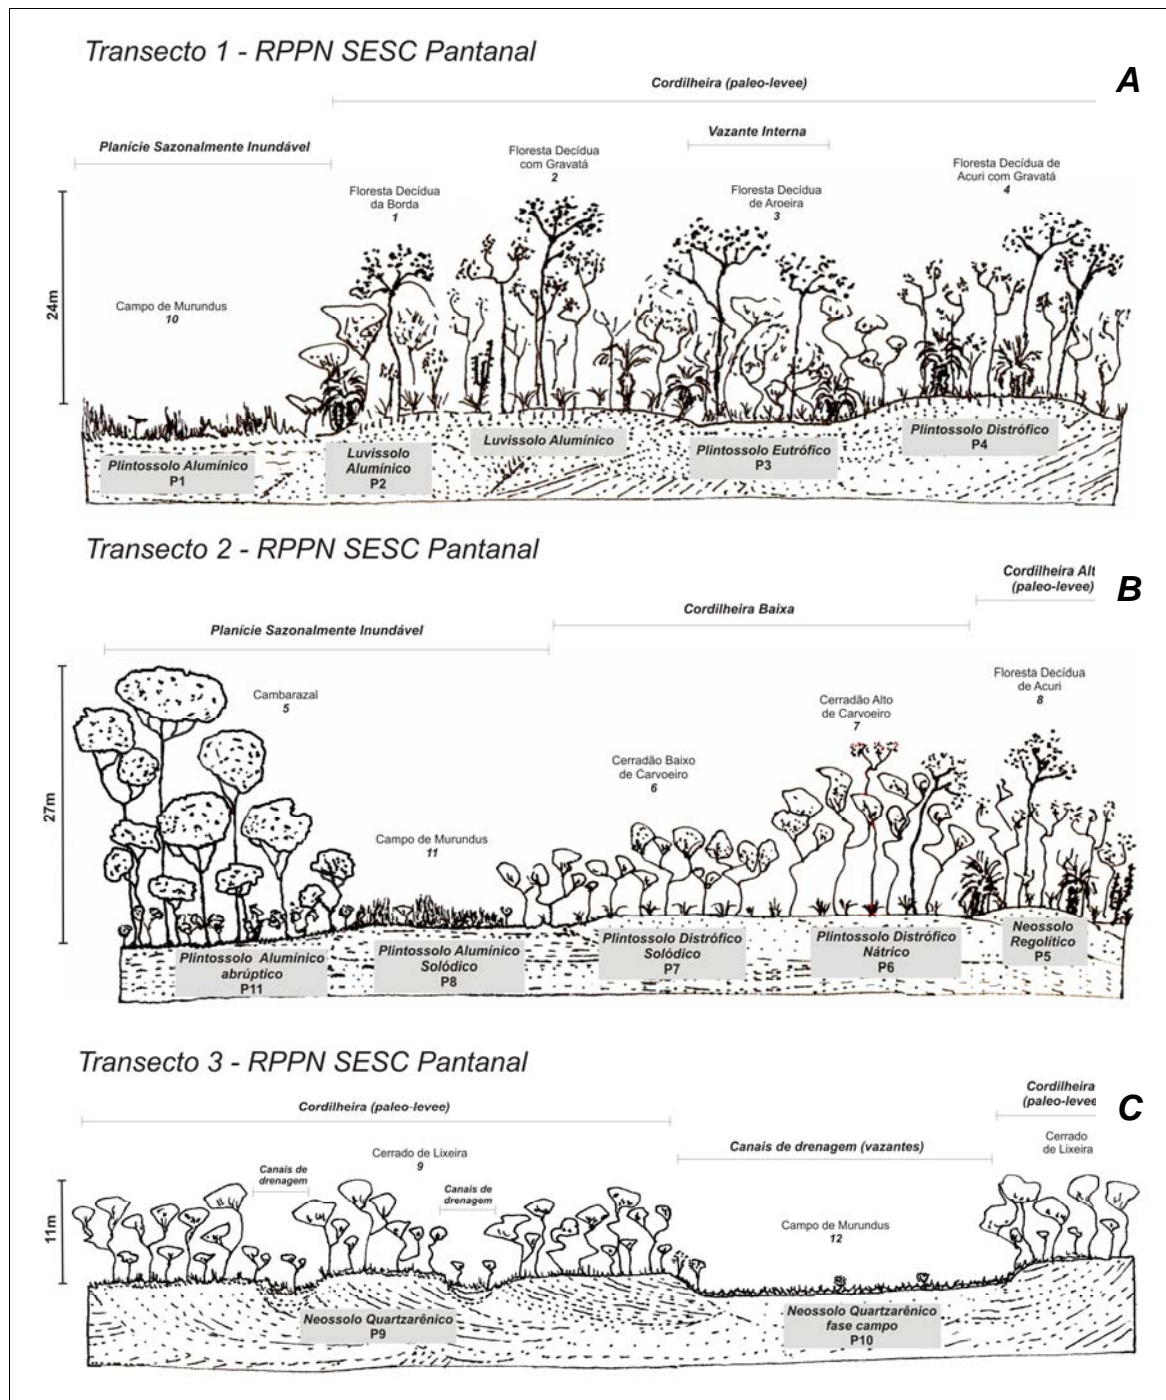 Transecto 1 - RPPN SESC Pantanal
A
Cordilheira (paleo-levee)
Planície Sazonalmente Inundável
Vazante Interna
Floresta Decídua
da Borda
1
Floresta Decídua
com Gravatá
2
Floresta Decídua
de Aroeira
3
Floresta Decídua de
Acuri com Gravatá
4
24m
Campo de Murundus
10
Plintossolo Alumínico
P1
Luvissolo
Alumínico
P2
Luvissolo Alumínico
Plintossolo Eutrófico
P3
Plintossolo Distrófico
P4
Transecto 2 - RPPN SESC Pantanal
B
Planície Sazonalmente Inundável
Cordilheira Baixa
Cordilheira Alt
(paleo-levee)
27m
Cambarazal
5
Campo de Murundus
11
Cerradão Baixo
de Carvoeiro
6
Cerradão Alto
de Carvoeiro
7
Floresta Decídua
de Acuri
8
Plintossolo Alumínico
abrúptico
P11
Plintossolo Alumínico
Solódico
P8
Plintossolo Distrófico
Solódico
P7
Plintossolo Distrófico
Nátrico
P6
Neossolo
Regolítico
P5
Transecto 3 - RPPN SESC Pantanal
C
Cordilheira (paleo-levee)
Canais de drenagem (vazantes)
Cordilheira
(paleo-levee
11m
Canais de
drenagem
Cerrado de Lixeira
9
Canais de
drenagem
Campo de Murundus
12
Cerrado
de Lixeira
Neossolo Quartzarênico
P9
Neossolo Quartzarênico
fase campo
P10